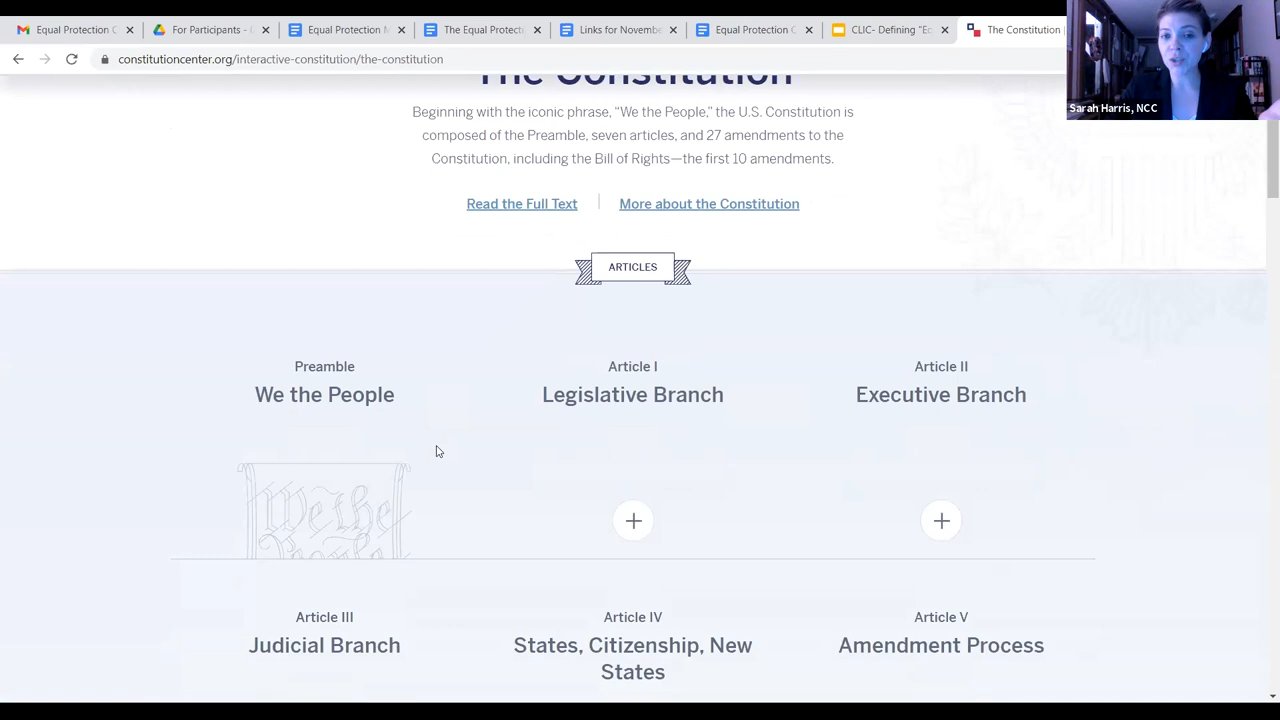 Equal Protection C
For Participants -
Equal Protection
The Equal Protect
Links for Novembe
Equal Protection C
CLIC- Defining "Ec
The Constitution |
constitutioncenter.org/interactive-constitution/the-constitution
Sarah Harris, NCC
The Constitution
Beginning with the iconic phrase, “We the People,” the U.S. Constitution is
composed of the Preamble, seven articles, and 27 amendments to the
Constitution, including the Bill of Rights—the first 10 amendments.
Read the Full Text
More about the Constitution
ARTICLES
Preamble
We the People
Article I
Legislative Branch
Article II
Executive Branch
We the
People
Article III
Judicial Branch
Article IV
States, Citizenship, New
States
Article V
Amendment Process